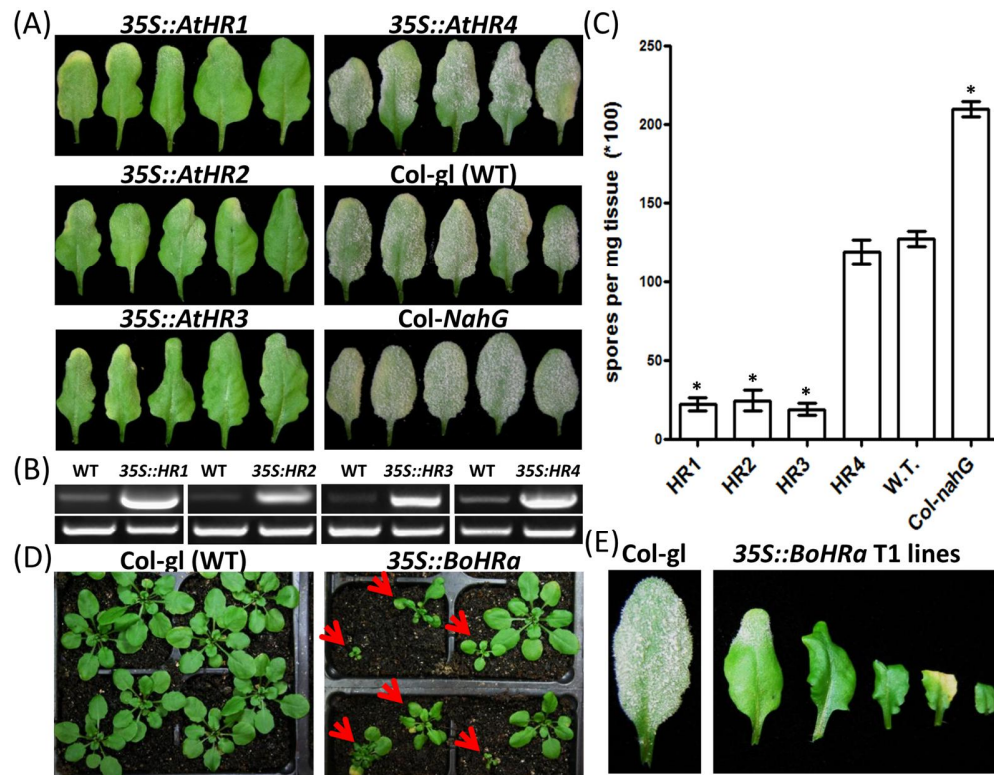 (A)
35S::AtHR1
35S::AtHR4
35S::AtHR2
Col-gl (WT)
35S::AtHR3
Col-NahG
(B)
WT 35S::HR1 WT 35S:HR2 WT 35S::HR3 WT 35S:HR4
(C)
spores per mg tissue (*100)
250
200
150
100
50
0
* * * *
HR1 HR2 HR3 HR4 W.T. Col-nahG
(D)
Col-gl (WT) 35S::BoHRa
(E)
Col-gl 35S::BoHRa T1 lines